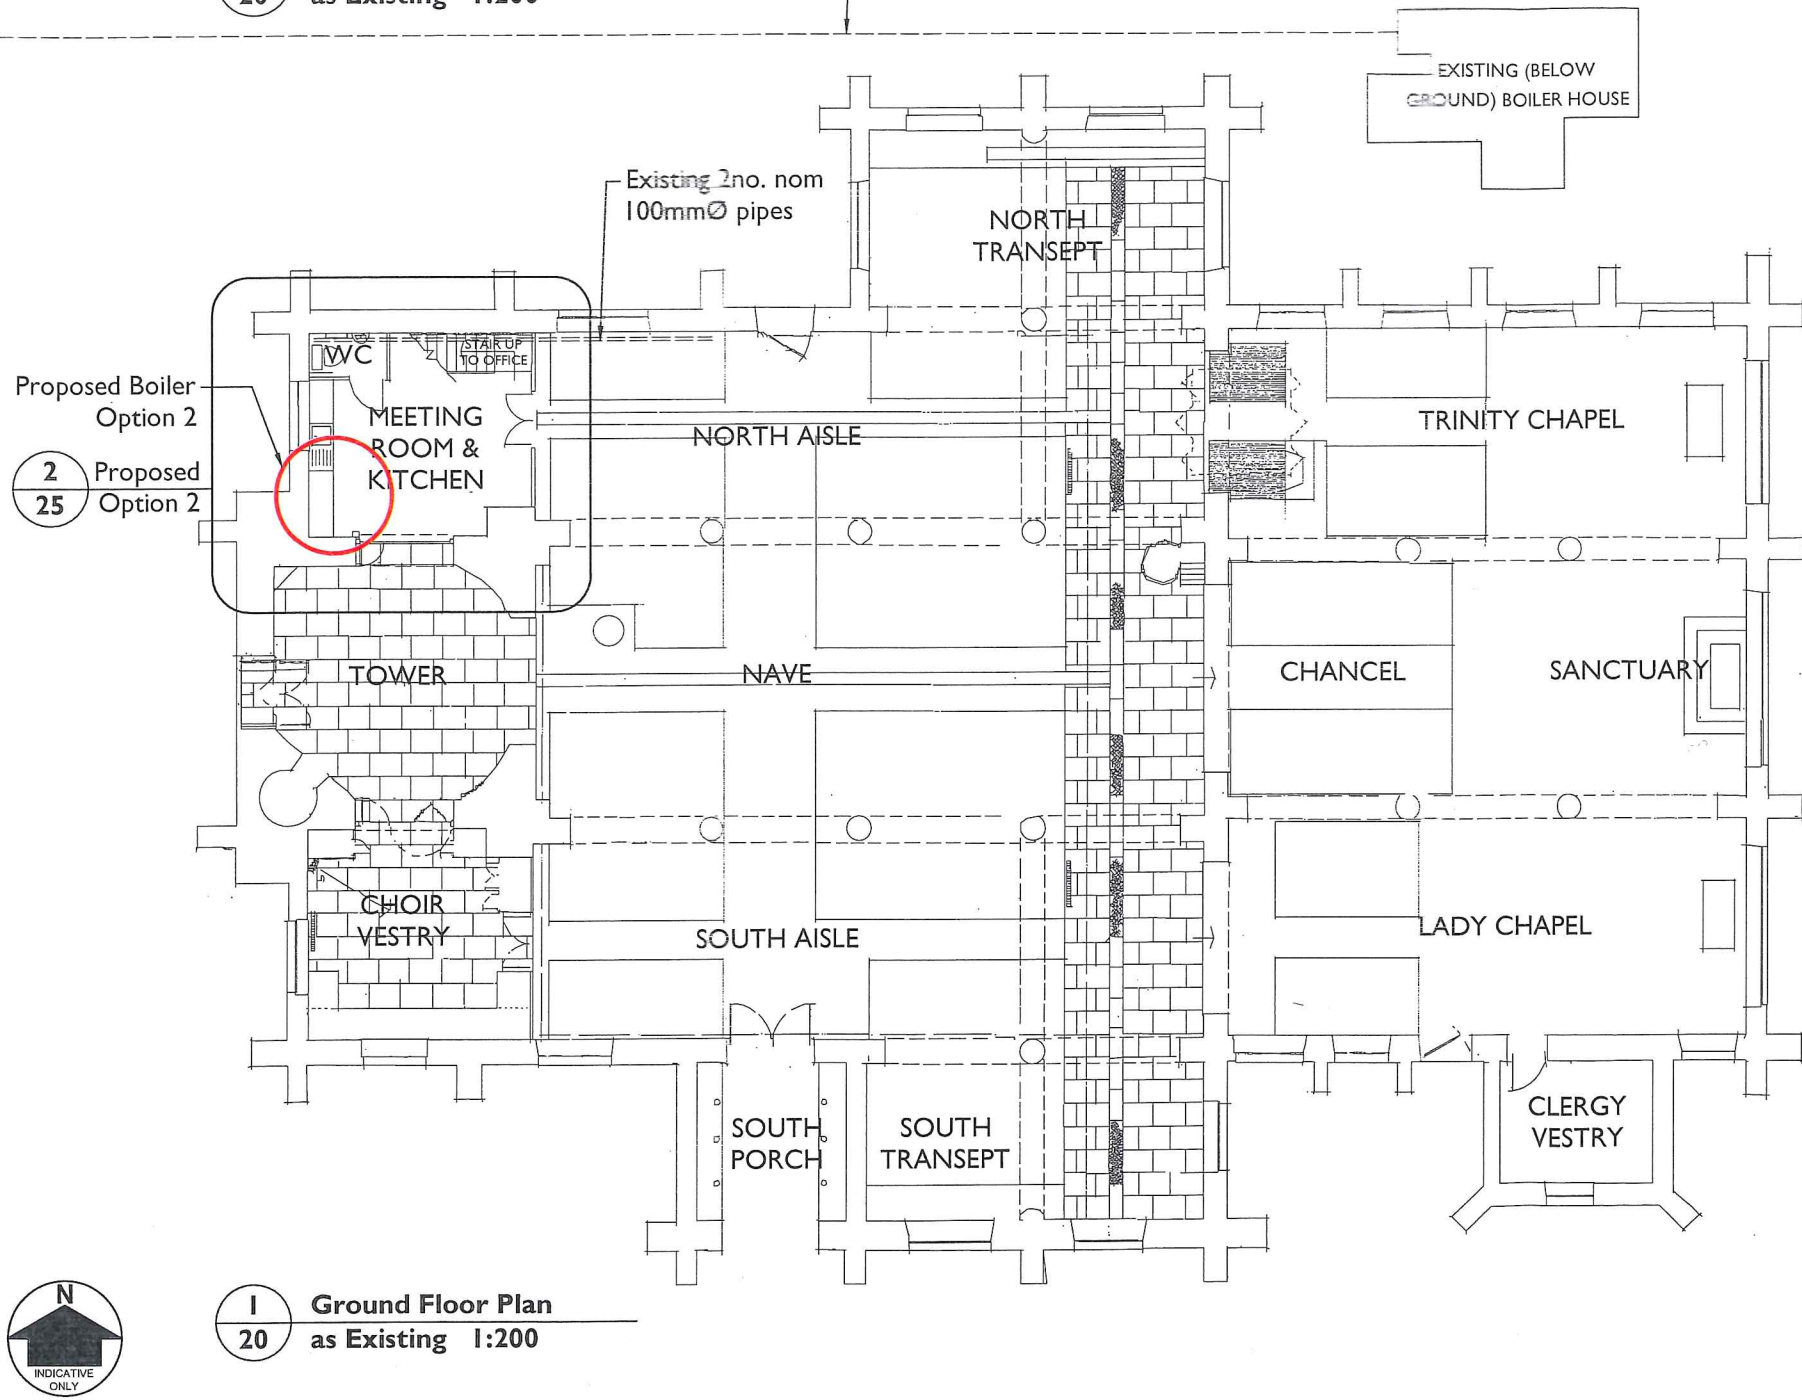 20 as Existing 1:200
EXISTING (BELOW
GROUND) BOILER HOUSE
Existing 2no. nom
100mmØ pipes
NORTH
TRANSEPT
WC
STAIR UP
TO OFFICE
Proposed Boiler
Option 2
MEETING
ROOM &
KITCHEN
NORTH AISLE
TRINITY CHAPEL
2 Proposed
25 Option 2
TOWER
NAVE
CHANCEL
SANCTUARY
CHOIR
VESTRY
SOUTH AISLE
LADY CHAPEL
SOUTH
PORCH
SOUTH
TRANSEPT
CLERGY
VESTRY
N
INDICATIVE
ONLY
1 Ground Floor Plan
20 as Existing 1:200